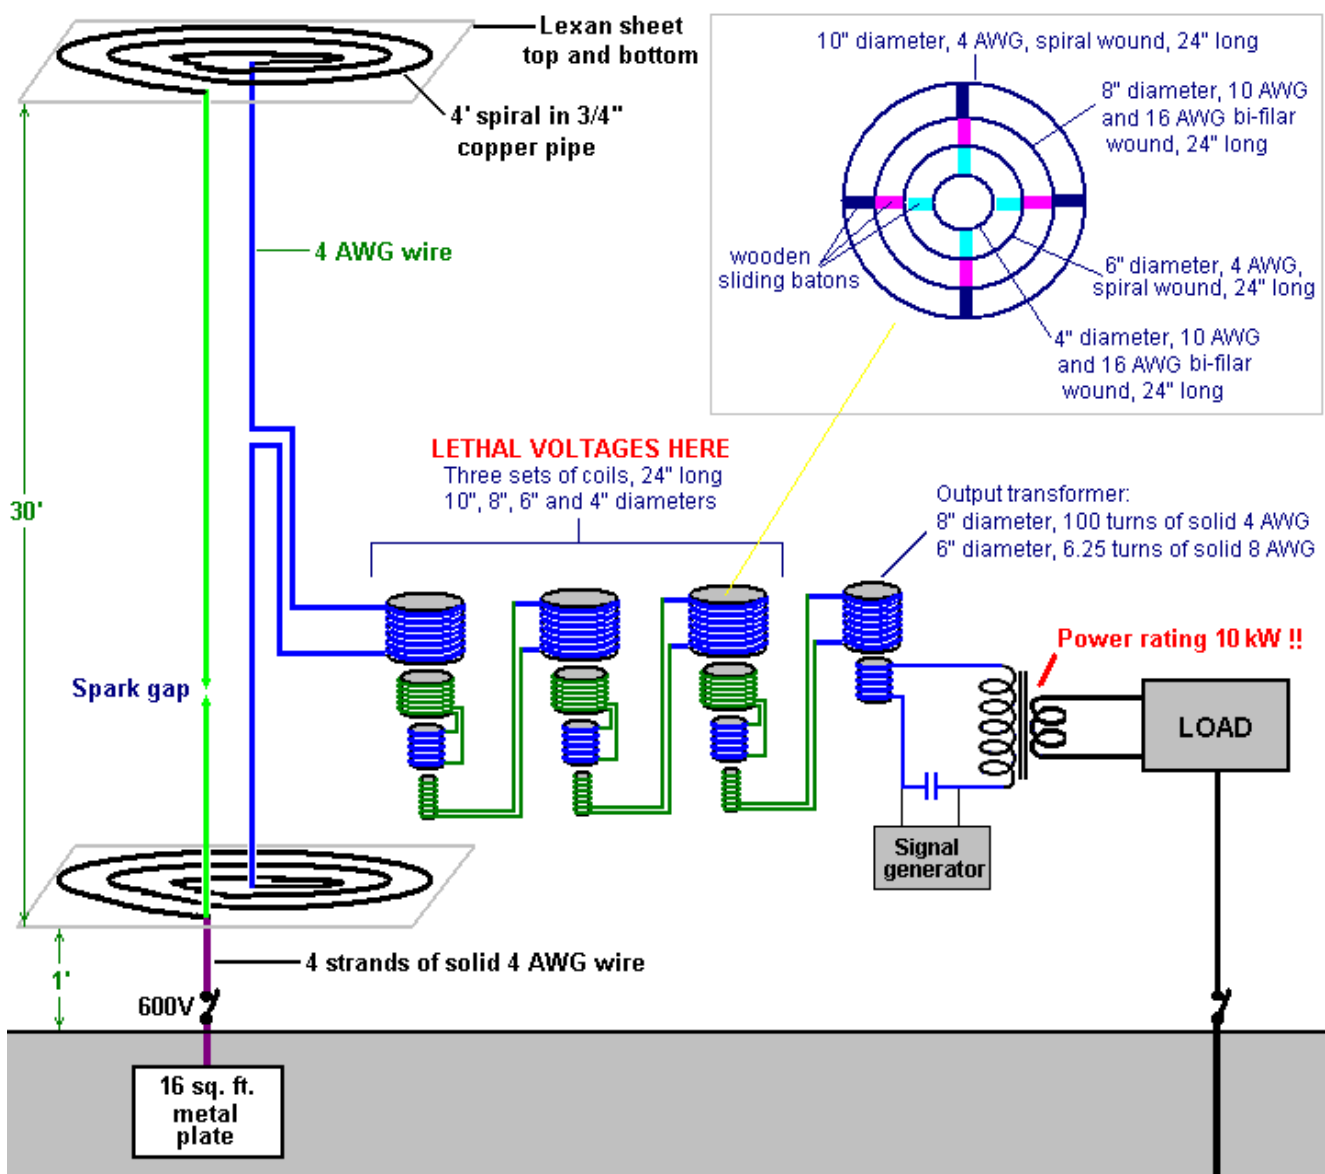 Lexan sheet
top and bottom
4' spiral in 3/4"
copper pipe
4 AWG wire
30'
10" diameter, 4 AWG, spiral wound, 24" long
8" diameter, 10 AWG
and 16 AWG bi-filar
wound, 24" long
wooden
sliding batons
6" diameter, 4 AWG,
spiral wound, 24" long
4" diameter, 10 AWG
and 16 AWG bi-filar
wound, 24" long
LETHAL VOLTAGES HERE
Three sets of coils, 24" long
10", 8", 6" and 4" diameters
Output transformer:
8" diameter, 100 turns of solid 4 AWG
6" diameter, 6.25 turns of solid 8 AWG
Power rating 10 kW !!
Spark gap
LOAD
Signal
generator
1'
4 strands of solid 4 AWG wire
600V
16 sq. ft.
metal
plate